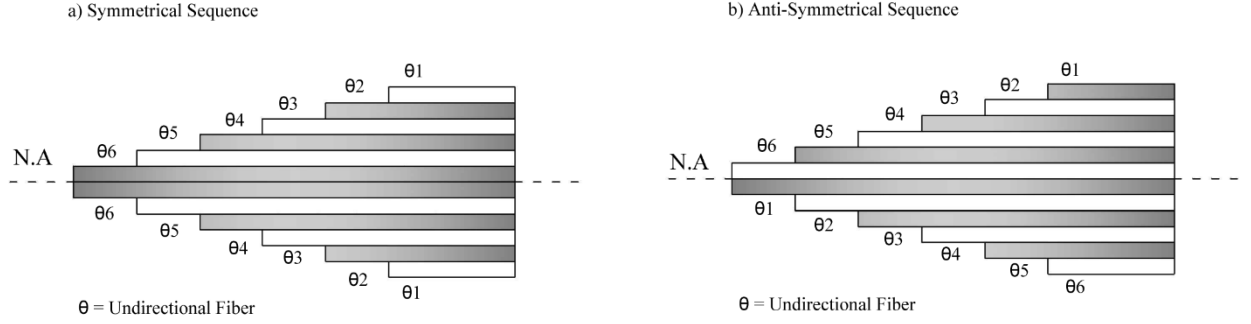 a) Symmetrical Sequence
θ1
θ2
θ3
θ4
θ5
θ6
N.A
θ6
θ5
θ4
θ3
θ2
θ1
θ = Undirectional Fiber
b) Anti-Symmetrical Sequence
θ1
θ2
θ3
θ4
θ5
θ6
N.A
θ1
θ2
θ3
θ4
θ5
θ6
θ = Undirectional Fiber